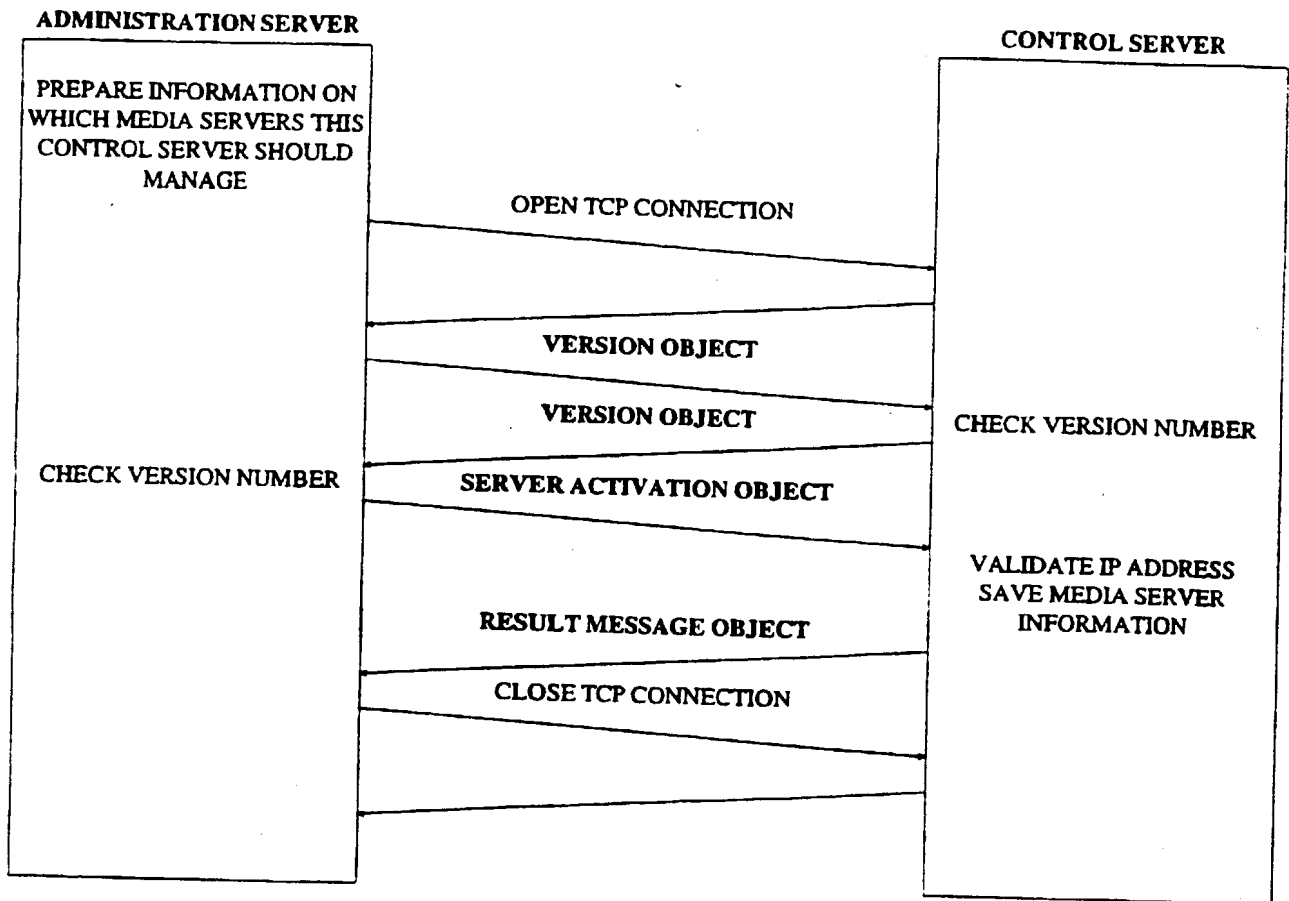 ADMINISTRATION SERVER
CONTROL SERVER
PREPARE INFORMATION ON
WHICH MEDIA SERVERS THIS
CONTROL SERVER SHOULD
MANAGE
OPEN TCP CONNECTION
VERSION OBJECT
VERSION OBJECT
CHECK VERSION NUMBER
CHECK VERSION NUMBER
SERVER ACTIVATION OBJECT
VALIDATE IP ADDRESS
SAVE MEDIA SERVER
INFORMATION
RESULT MESSAGE OBJECT
CLOSE TCP CONNECTION